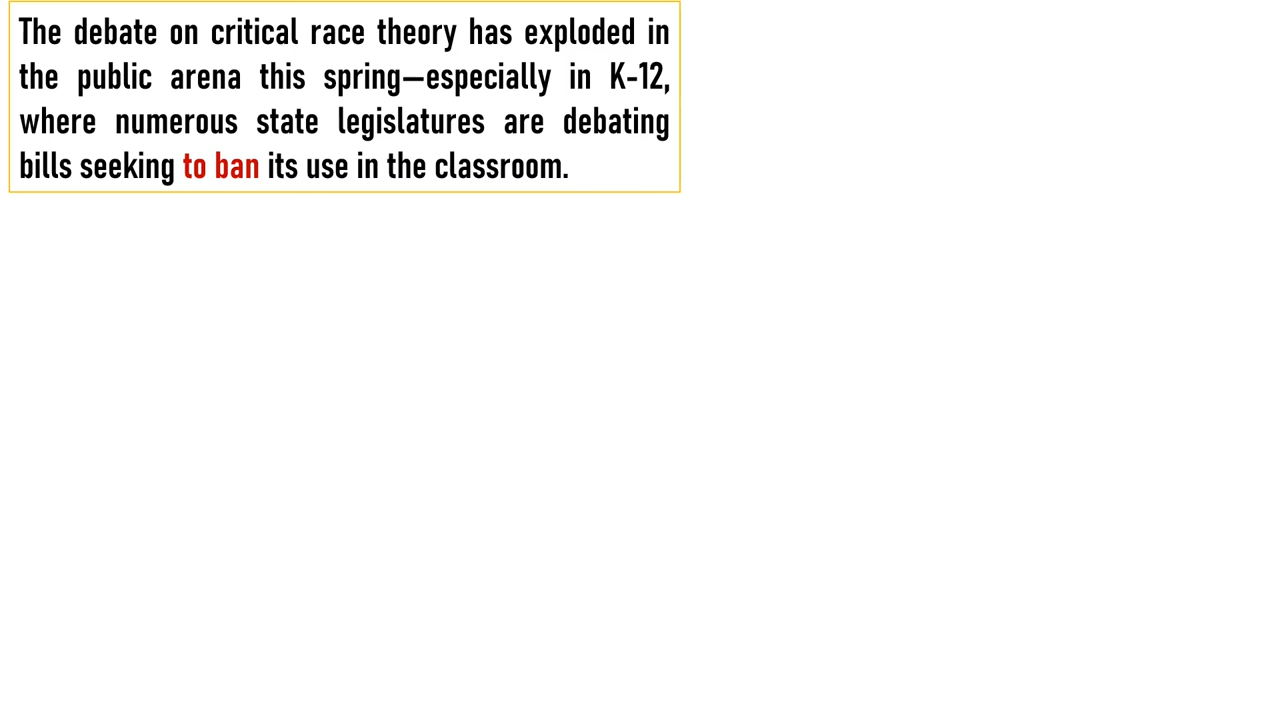 The debate on critical race theory has exploded in
the public arena this spring—especially in K-12,
where numerous state legislatures are debating
bills seeking to ban its use in the classroom.